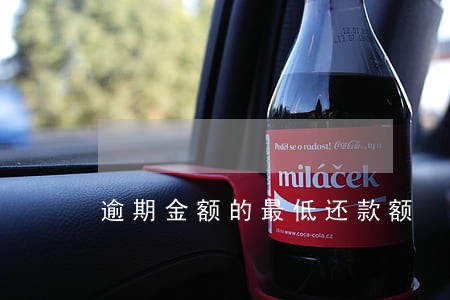 Poděl se o radost! Coca-Cola
miláček
逾期金额的最低还款额
www.coca-cola.cz